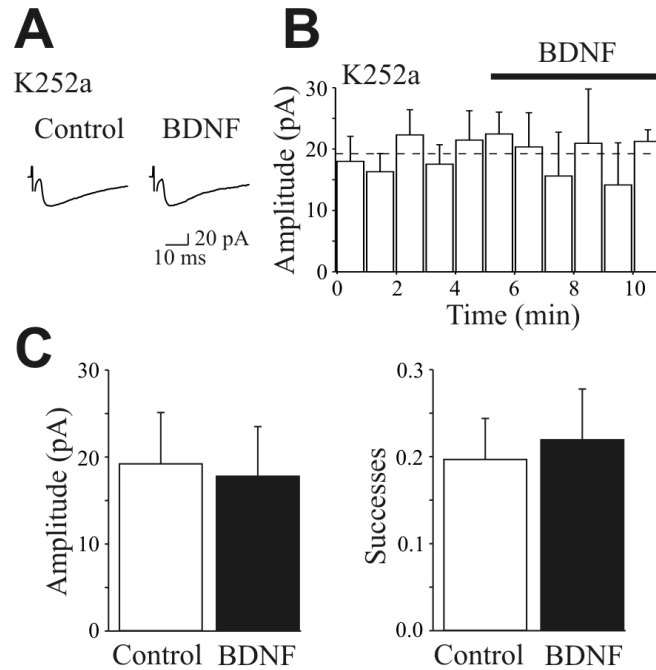 A
K252a
Control BDNF
20 pA
10 ms
B
BDNF
K252a
Amplitude (pA)
30
20
10
0
0 2 4 6 8 10
Time (min)
C
Amplitude (pA)
30
20
10
0
Control BDNF
Successes
0.3
0.2
0.1
0.0
Control BDNF